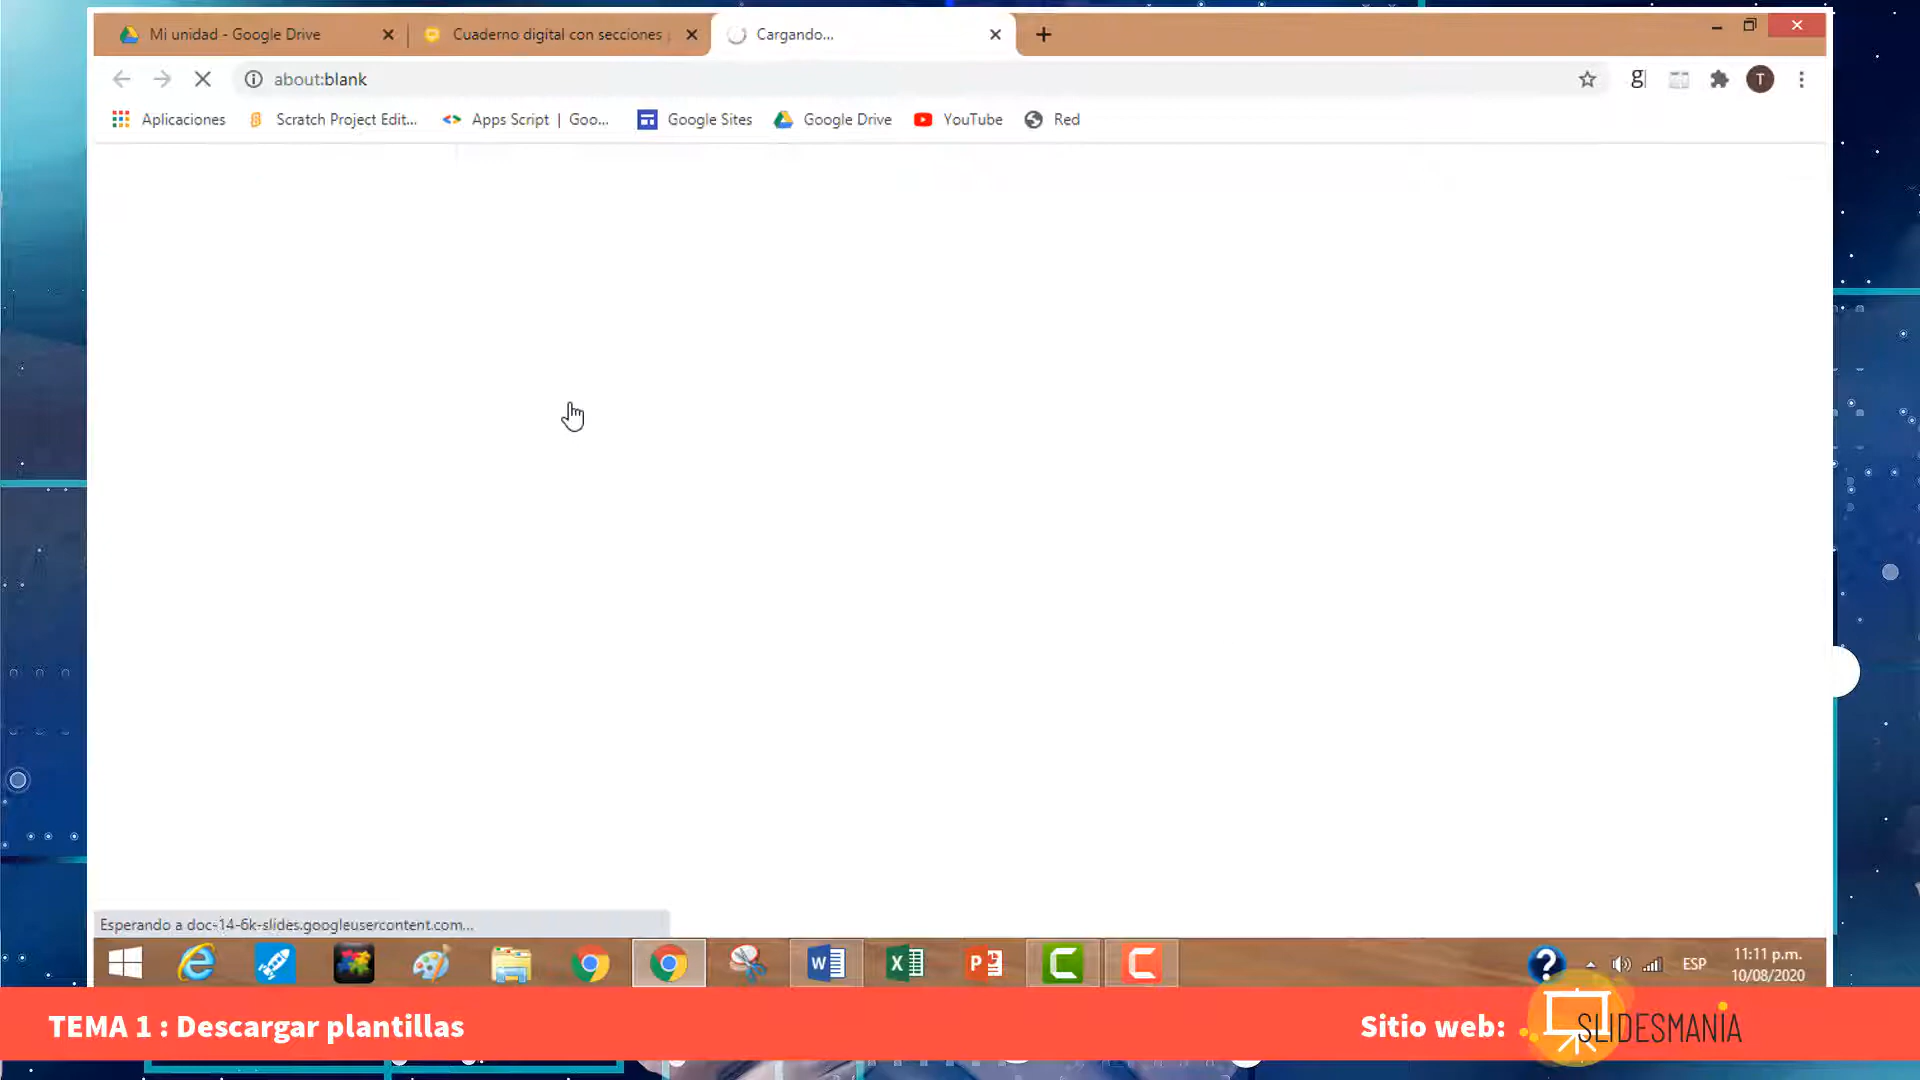 Mi unidad - Google Drive
Cuaderno digital con secciones
Cargando...
about:blank
g
T
Aplicaciones
Scratch Project Edit...
Apps Script | Goo...
Google Sites
Google Drive
YouTube
Red
Esperando a doc-14-6k-slides.googleusercontent.com...
ESP
11:11 p.m.
10/08/2020
TEMA 1 : Descargar plantillas
Sitio web:
SLIDESMANIA